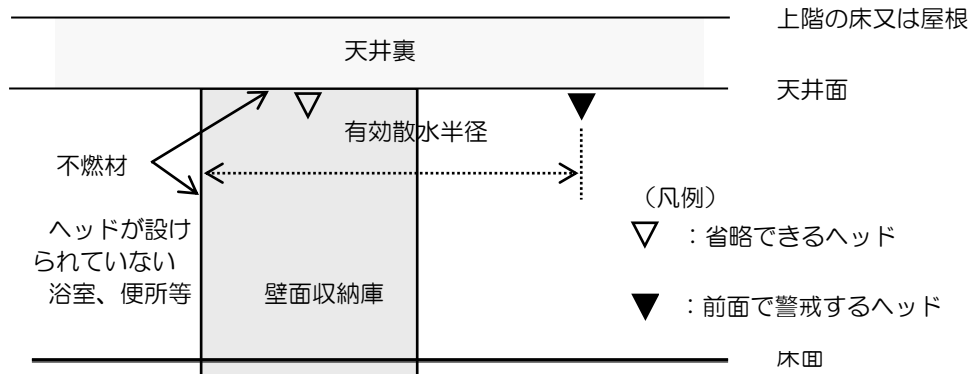 上階の床又は屋根
天井裏
天井面
有効散水半径
不燃材
（凡例）
ヘッドが設け
られていない
浴室、便所等
壁面収納庫
：省略できるヘッド
：前面で警戒するヘッド
床面